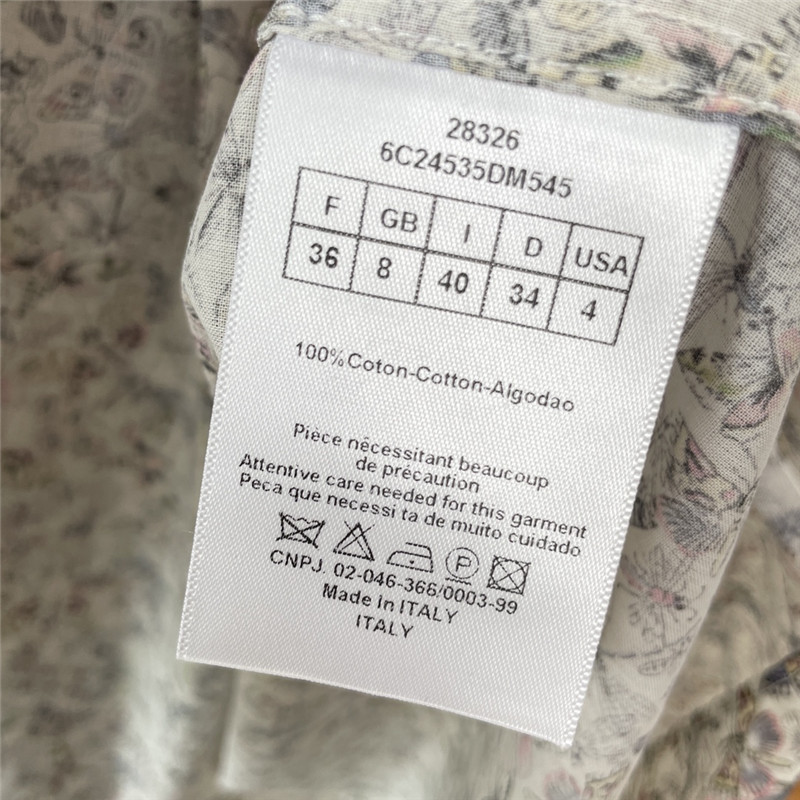 28326
6C24535DM545
F GB I D USA
36 8 40 34 4
100%Coton-Cotton-Algodao
Pièce nécessitant beaucoup
de précaution
Attentive care needed for this garment
Peca que necessi ta de muito cuidado
P
CNPJ. 02-046-366/0003-99
Made in ITALY
ITALY